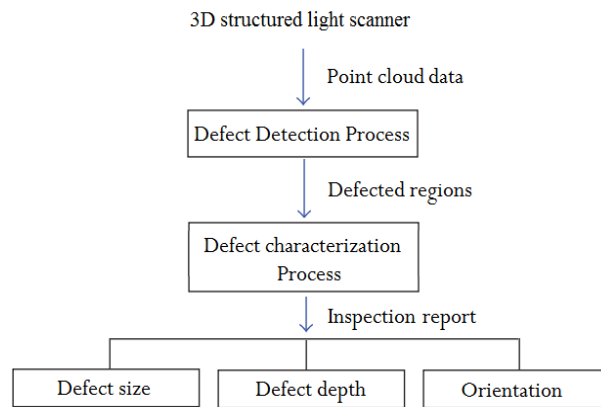 3D structured light scanner
Point cloud data
Defect Detection Process
Defected regions
Defect characterization
Process
Inspection report
Defect size
Defect depth
Orientation